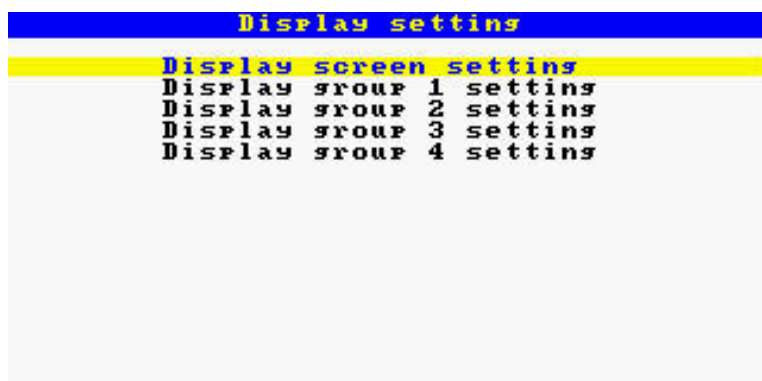 Display setting
Display screen setting
Display group 1 setting
Display group 2 setting
Display group 3 setting
Display group 4 setting